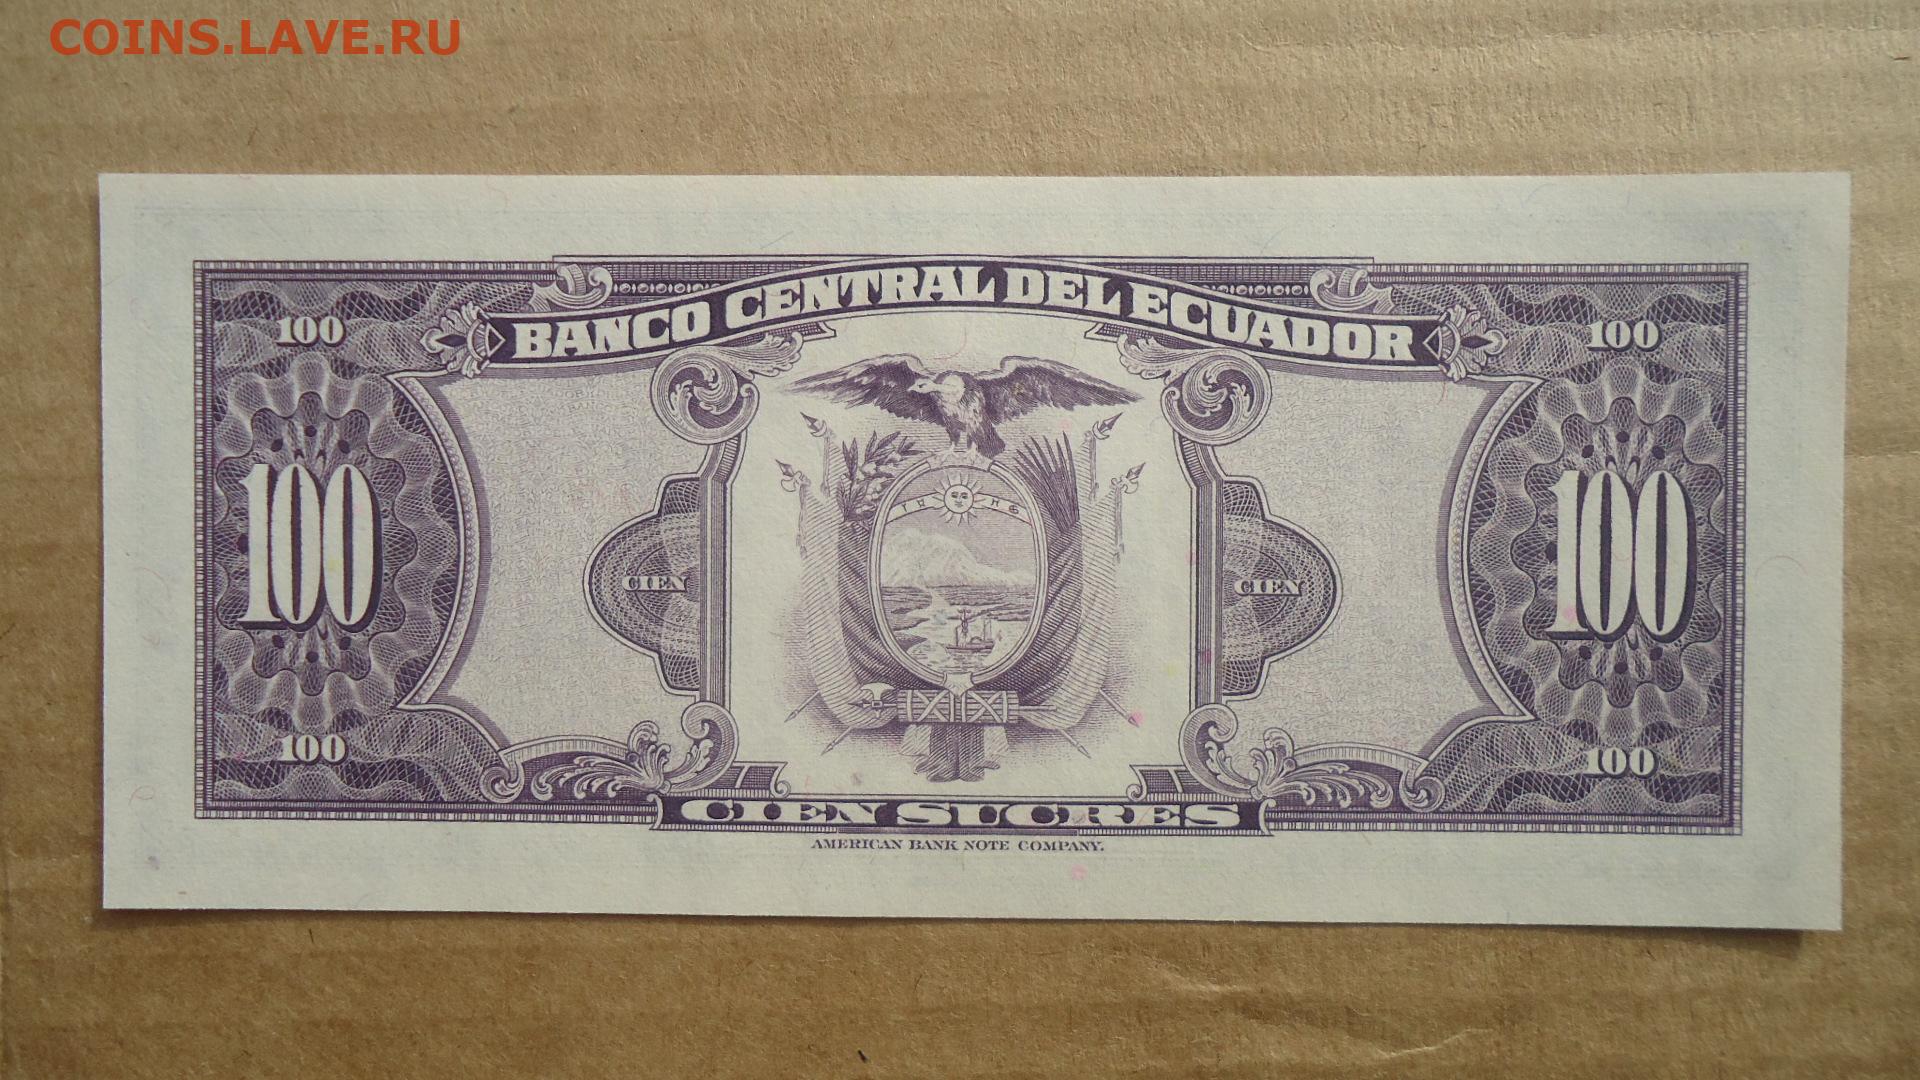 COINS.LAVE.RU
BANCO CENTRAL DEL ECUADOR
100 100
100 CIEN CIEN 100
100 100
CIEN SUCRES
AMERICAN BANK NOTE COMPANY.